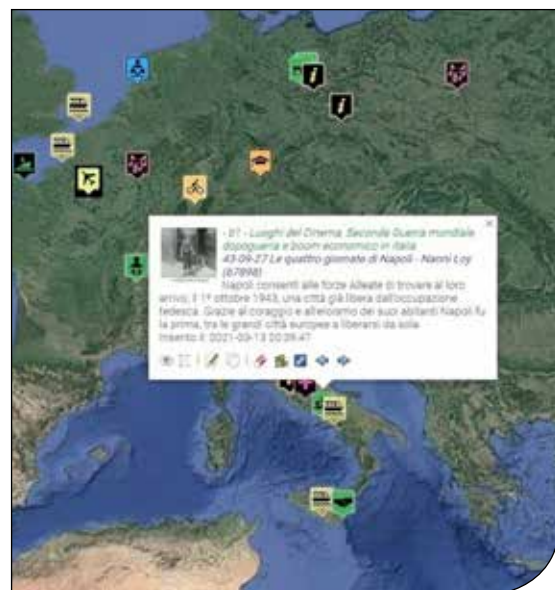 - 61 - Luoghi del Cinema, Seconda Guerra mondiale
dopoguerra e boom economico in Italia
43-09-27 Le quattro giornate di Napoli - Nanni Loy
(67898)
Napoli consentì alle forze Alleate di trovare al loro
arrivo, il 1º ottobre 1943, una città già libera dall'occupazione
tedesca. Grazie al coraggio e all'eroismo dei suoi abitanti Napoli fu
la prima, tra le grandi città europee a liberarsi da sola.
Inserito il: 2021-03-13 00:39:47